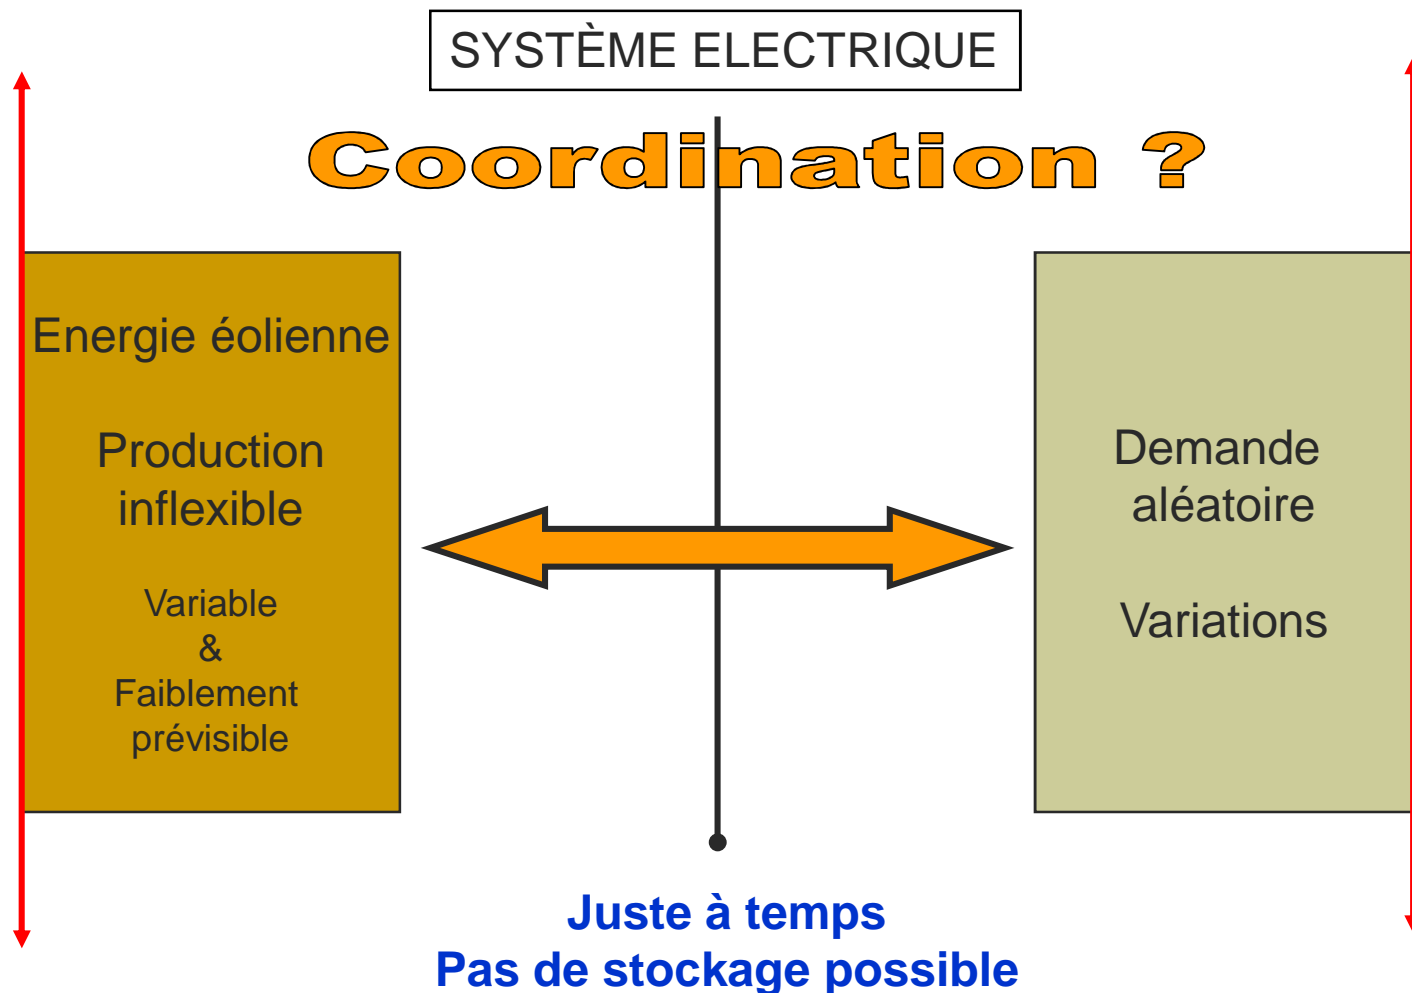 SYSTÈME ELECTRIQUE
Coordination ?
Energie éolienne
Production
inflexible
Variable
&
Faiblement
prévisible
Demande
aléatoire
Variations
Juste à temps
Pas de stockage possible